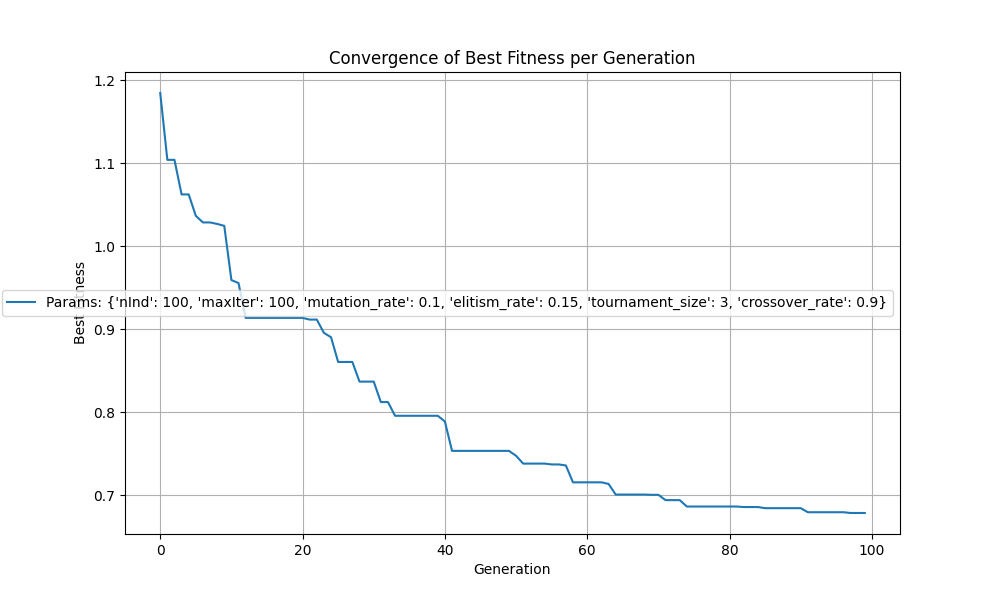 Convergence of Best Fitness per Generation
1.2
1.1
1.0
0.9
0.8
0.7
Best
Params: {'nInd': 100, 'maxIter': 100, 'mutation_rate': 0.1, 'elitism_rate': 0.15, 'tournament_size': 3, 'crossover_rate': 0.9}
0 20 40 60 80 100
Generation